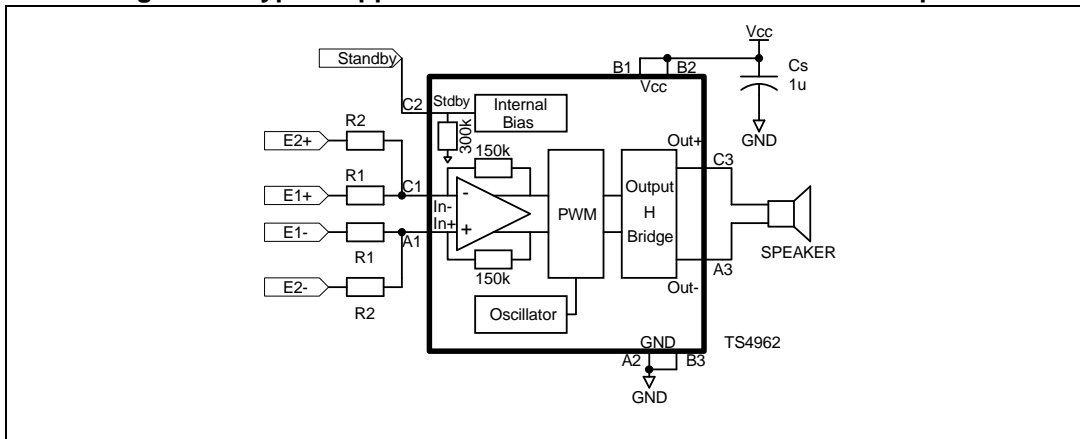 Vcc
Standby
B1
B2
Cs
1u
Vcc
C2
Stdby
Internal
Bias
300k
GND
R2
E2+
150k
Out+
C3
R1
C1
E1+
In-
-
PWM
Output
H
Bridge
In+
+
E1-
A1
R1
SPEAKER
150k
A3
E2-
Out-
R2
Oscillator
GND
TS4962
A2
B3
GND